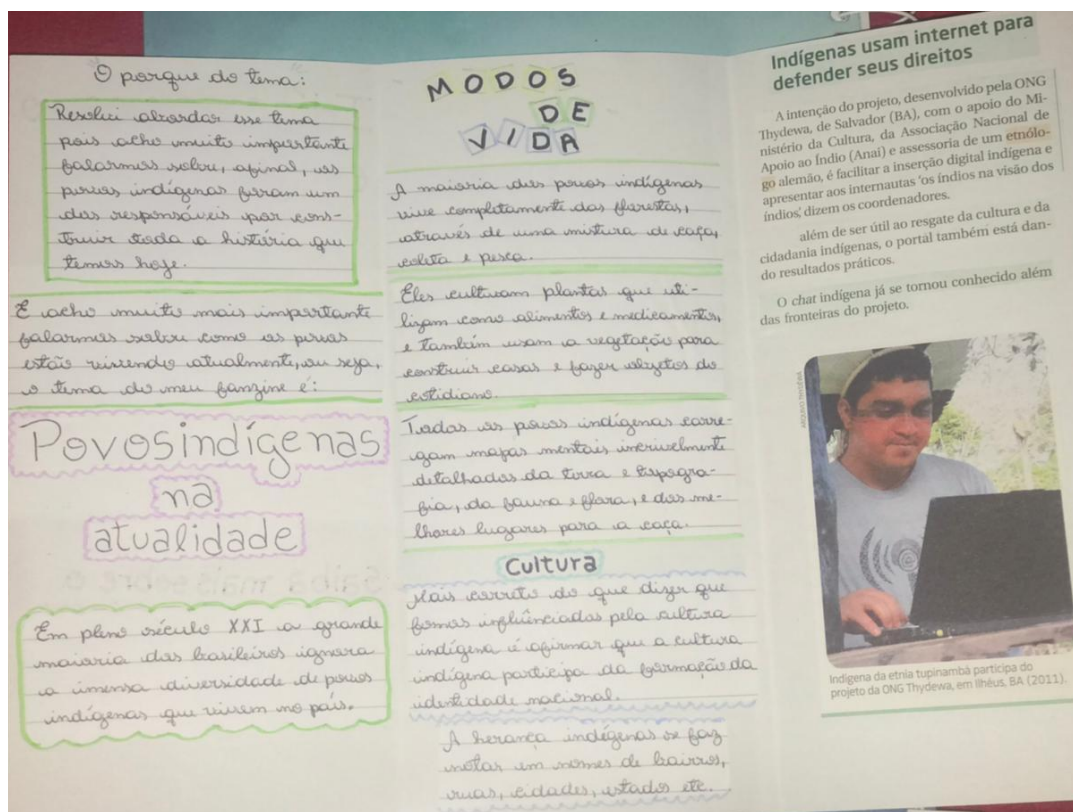 O porque do tema:
Resolvi abordar esse tema
pois acho muito importante
falarmos sobre, afinal, os
povos indígenas foram um
dos responsáveis por cons-
truir toda a história que
temos hoje.
E acho muito mais importante
falarmos sobre como os povos
estão vivendo atualmente, ou seja,
o tema do meu fanzine é:
Povos indígenas
na
atualidade
Em pleno século XXI a grande
maioria dos brasileiros ignora
a imensa diversidade de povos
indígenas que vivem no país.
MODOS
DE
VIDA
A maioria dos povos indígenas
vive completamente das florestas,
através de uma mistura de caça,
coleta e pesca.
Eles cultivam plantas que uti-
lizam como alimentos e medicamentos,
e também usam a vegetação para
construir casas e fazer objetos do
cotidiano.
Todos os povos indígenas carre-
gam mapas mentais incrivelmente
detalhados da terra e topogra-
fia, da fauna e flora, e dos me-
lhores lugares para a caça.
Cultura
Mais correto do que dizer que
fomos influênciados pela cultura
indígena é afirmar que a cultura
indígena participa da formação da
identidade nacional.
A herança indígenas se faz
notar em nomes de bairros,
ruas, cidades, estados etc.
Indígenas usam internet para
defender seus direitos
A intenção do projeto, desenvolvido pela ONG
Thydewa, de Salvador (BA), com o apoio do Mi-
nistério da Cultura, da Associação Nacional de
Apoio ao Índio (Anaí) e assessoria de um etnólo-
go alemão, é facilitar a inserção digital indígena e
apresentar aos internautas 'os índios na visão dos
índios', dizem os coordenadores.
além de ser útil ao resgate da cultura e da
cidadania indígenas, o portal também está dan-
do resultados práticos.
O chat indígena já se tornou conhecido além
das fronteiras do projeto.
Indígena da etnia tupinambá participa do
projeto da ONG Thydewa, em Ilhéus, BA (2011).